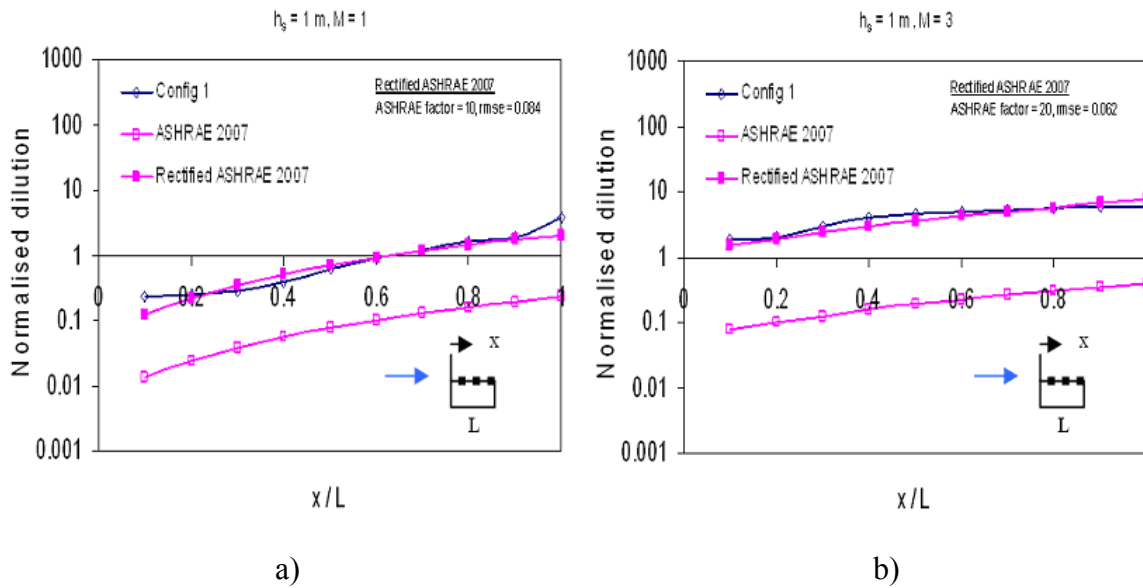 h_s = 1 m, M = 1
1000
100
10
1
0.1
0.01
0.001
Normalised dilution
Config 1
ASHRAE 2007
Rectified ASHRAE 2007
Rectified ASHRAE 2007
ASHRAE factor = 10, rmse = 0.084
0
0.2
0.4
0.6
0.8
1
x
L
x / L
a)
h_s = 1 m, M = 3
1000
100
10
1
0.1
0.01
0.001
Normalised dilution
Config 1
ASHRAE 2007
Rectified ASHRAE 2007
Rectified ASHRAE 2007
ASHRAE factor = 20, rmse = 0.062
0
0.2
0.4
0.6
0.8
x
L
x / L
b)